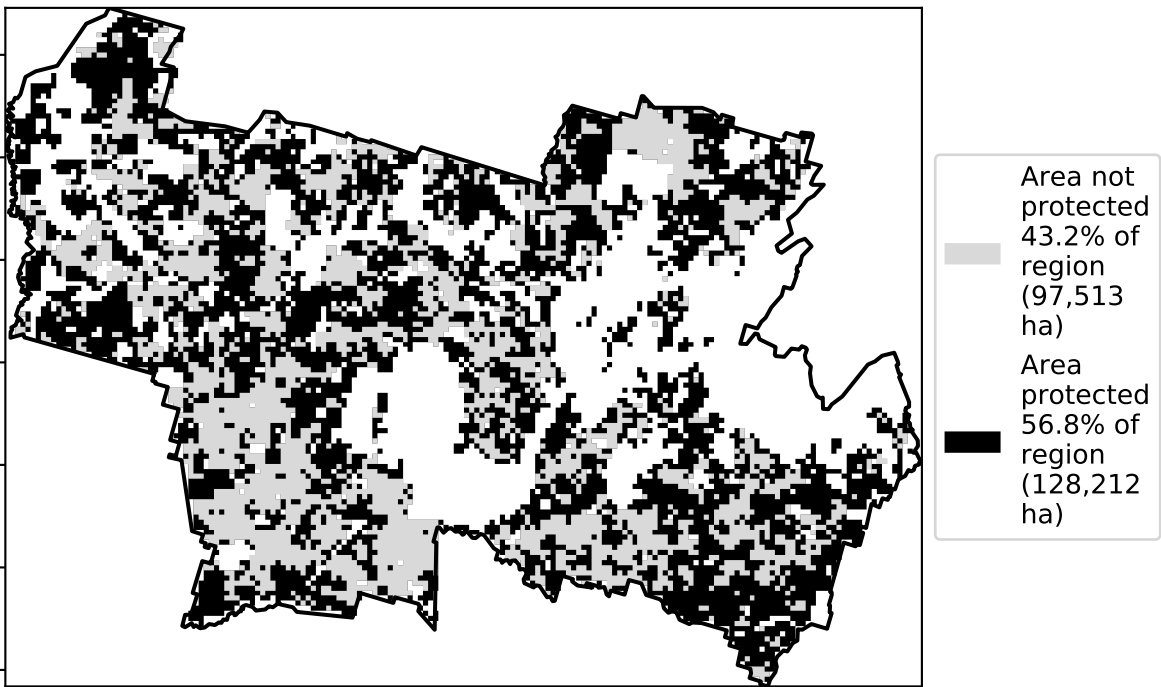 Area not
protected
43.2% of
region
(97,513
ha)
Area
protected
56.8% of
region
(128,212
ha)